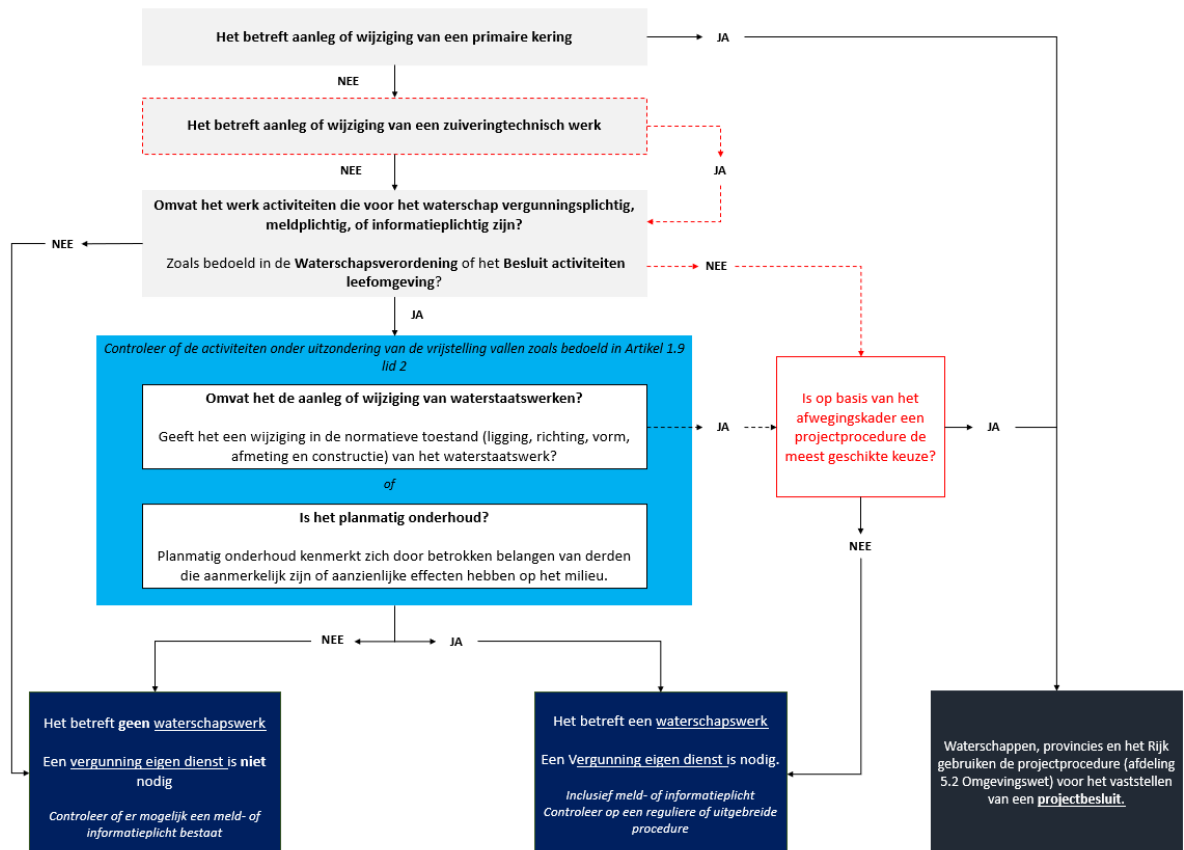 Het betreft aanleg of wijziging van een primaire kering
JA
NEE
Het betreft aanleg of wijziging van een zuiveringtechnisch werk
NEE
JA
Omvat het werk activiteiten die voor het waterschap vergunningsplichtig,
meldplichtig, of informatieplichtig zijn?
NEE
Zoals bedoeld in de Waterschapsverordening of het Besluit activiteiten
leefomgeving?
NEE
JA
Controleer of de activiteiten onder uitzondering van de vrijstelling vallen zoals bedoeld in Artikel 1.9
lid 2
Omvat het de aanleg of wijziging van waterstaatswerken?
Geeft het een wijziging in de normatieve toestand (ligging, richting, vorm,
afmeting en constructie) van het waterstaatswerk?
JA
Is op basis van het
afwegingskader een
projectprocedure de
meest geschikte keuze?
JA
of
Is het planmatig onderhoud?
Planmatig onderhoud kenmerkt zich door betrokken belangen van derden
die aanmerkelijk zijn of aanzienlijke effecten hebben op het milieu.
NEE
NEE
JA
Het betreft geen waterschapswerk
Een vergunning eigen dienst is niet
nodig
Controleer of er mogelijk een meld- of
informatieplicht bestaat
Het betreft een waterschapswerk
Een Vergunning eigen dienst is nodig.
Inclusief meld- of informatieplicht
Controleer op een reguliere of uitgebreide
procedure
Waterschappen, provincies en het Rijk
gebruiken de projectprocedure (afdeling
5.2 Omgevingswet) voor het vaststellen
van een projectbesluit.